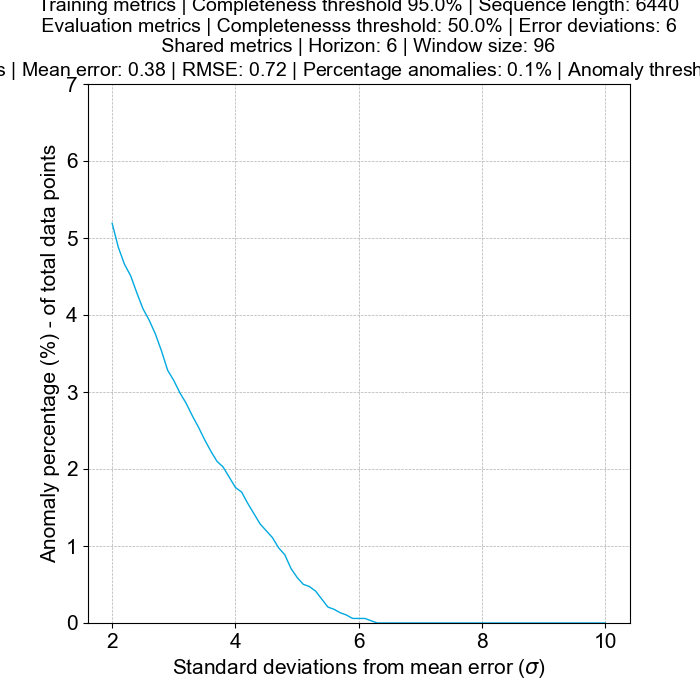 Training metrics | Completeness threshold 95.0% | Sequence length: 6440
Evaluation metrics | Completenesss threshold: 50.0% | Error deviations: 6
Shared metrics | Horizon: 6 | Window size: 96
s | Mean error: 0.38 | RMSE: 0.72 | Percentage anomalies: 0.1% | Anomaly thresh
7
6
5
4
3
2
1
0
Anomaly percentage (%) - of total data points
2 4 6 8 10
Standard deviations from mean error (σ)